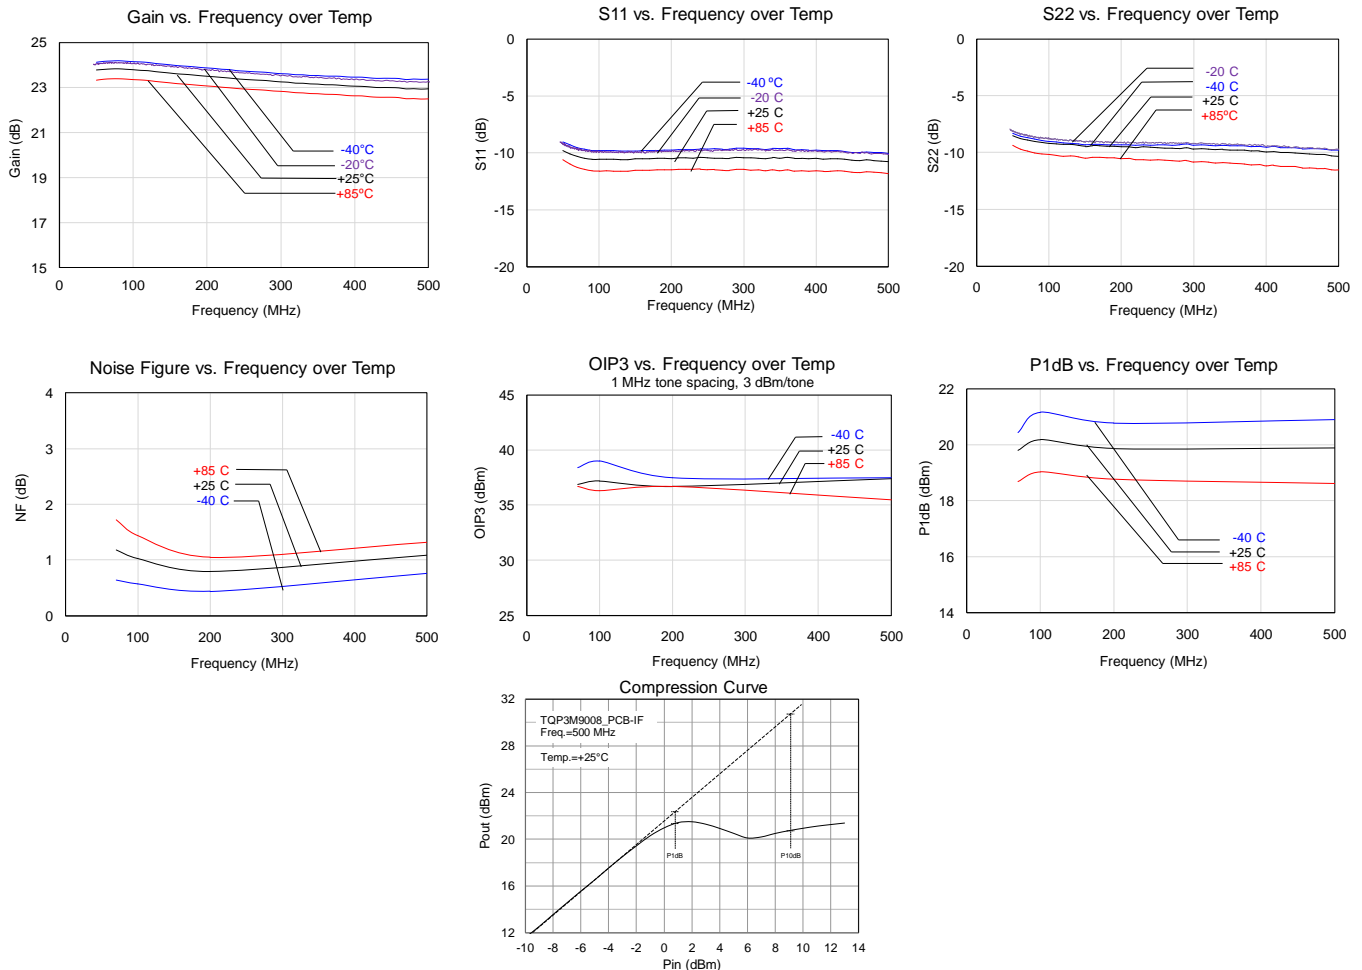 Gain vs. Frequency over Temp
25
23
21
19
17
15
Gain (dB)
-40°C
-20°C
+25°C
+85ºC
0
100
200
300
400
500
Frequency (MHz)
S11 vs. Frequency over Temp
0
-5
-10
-15
-20
S11 (dB)
-40 ºC
-20 C
+25 C
+85 C
0
100
200
300
400
500
Frequency (MHz)
S22 vs. Frequency over Temp
0
-5
-10
-15
-20
S22 (dB)
-20 C
-40 C
+25 C
+85ºC
0
100
200
300
400
500
Frequency (MHz)
Noise Figure vs. Frequency over Temp
4
3
2
1
0
NF (dB)
+85 C
+25 C
-40 C
0
100
200
300
400
500
Frequency (MHz)
OIP3 vs. Frequency over Temp
1 MHz tone spacing, 3 dBm/tone
45
40
35
30
25
OIP3 (dBm)
-40 C
+25 C
+85 C
0
100
200
300
400
500
Frequency (MHz)
P1dB vs. Frequency over Temp
22
20
18
16
14
P1dB (dBm)
-40 C
+25 C
+85 C
0
100
200
300
400
500
Frequency (MHz)
Compression Curve
32
28
24
20
16
12
Pout (dBm)
TQP3M9008_PCB-IF
Freq.=500 MHz
Temp.=+25°C
P1dB
P10dB
-10
-8
-6
-4
-2
0
2
4
6
8
10
12
14
Pin (dBm)